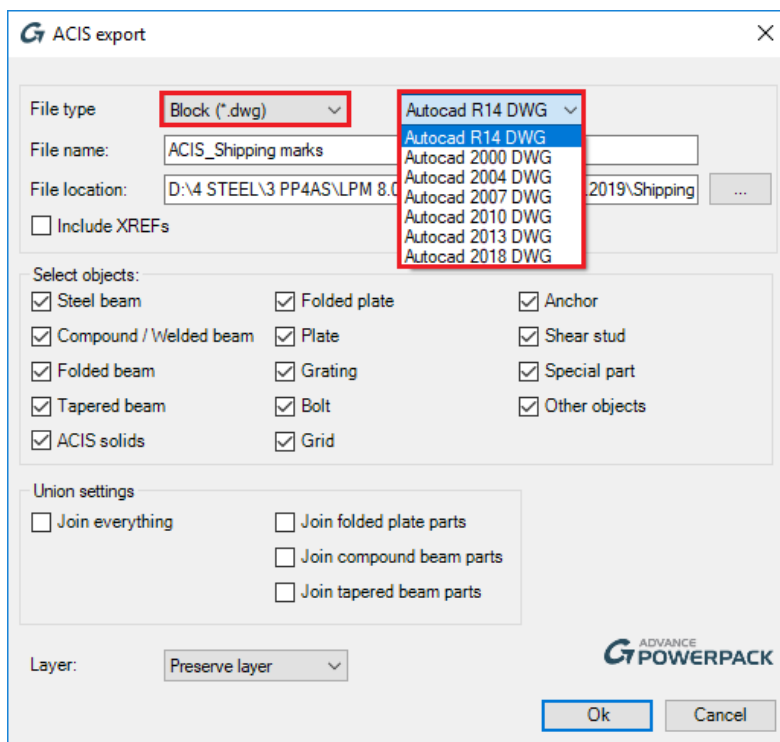 ACIS export
File type Block (*.dwg) Autocad R14 DWG
Autocad R14 DWG
Autocad 2000 DWG
Autocad 2004 DWG
Autocad 2007 DWG
Autocad 2010 DWG
Autocad 2013 DWG
Autocad 2018 DWG
File name: ACIS_Shipping marks
File location: D:\4 STEEL\3 PP4AS\LPM 8.0 .2019\Shipping ...
Include XREFs
Select objects:
Steel beam Folded plate Anchor
Compound / Welded beam Plate Shear stud
Folded beam Grating Special part
Tapered beam Bolt Other objects
ACIS solids Grid
Union settings
Join everything Join folded plate parts
Join compound beam parts
Join tapered beam parts
Layer: Preserve layer
ADVANCE
POWERPACK
Ok Cancel